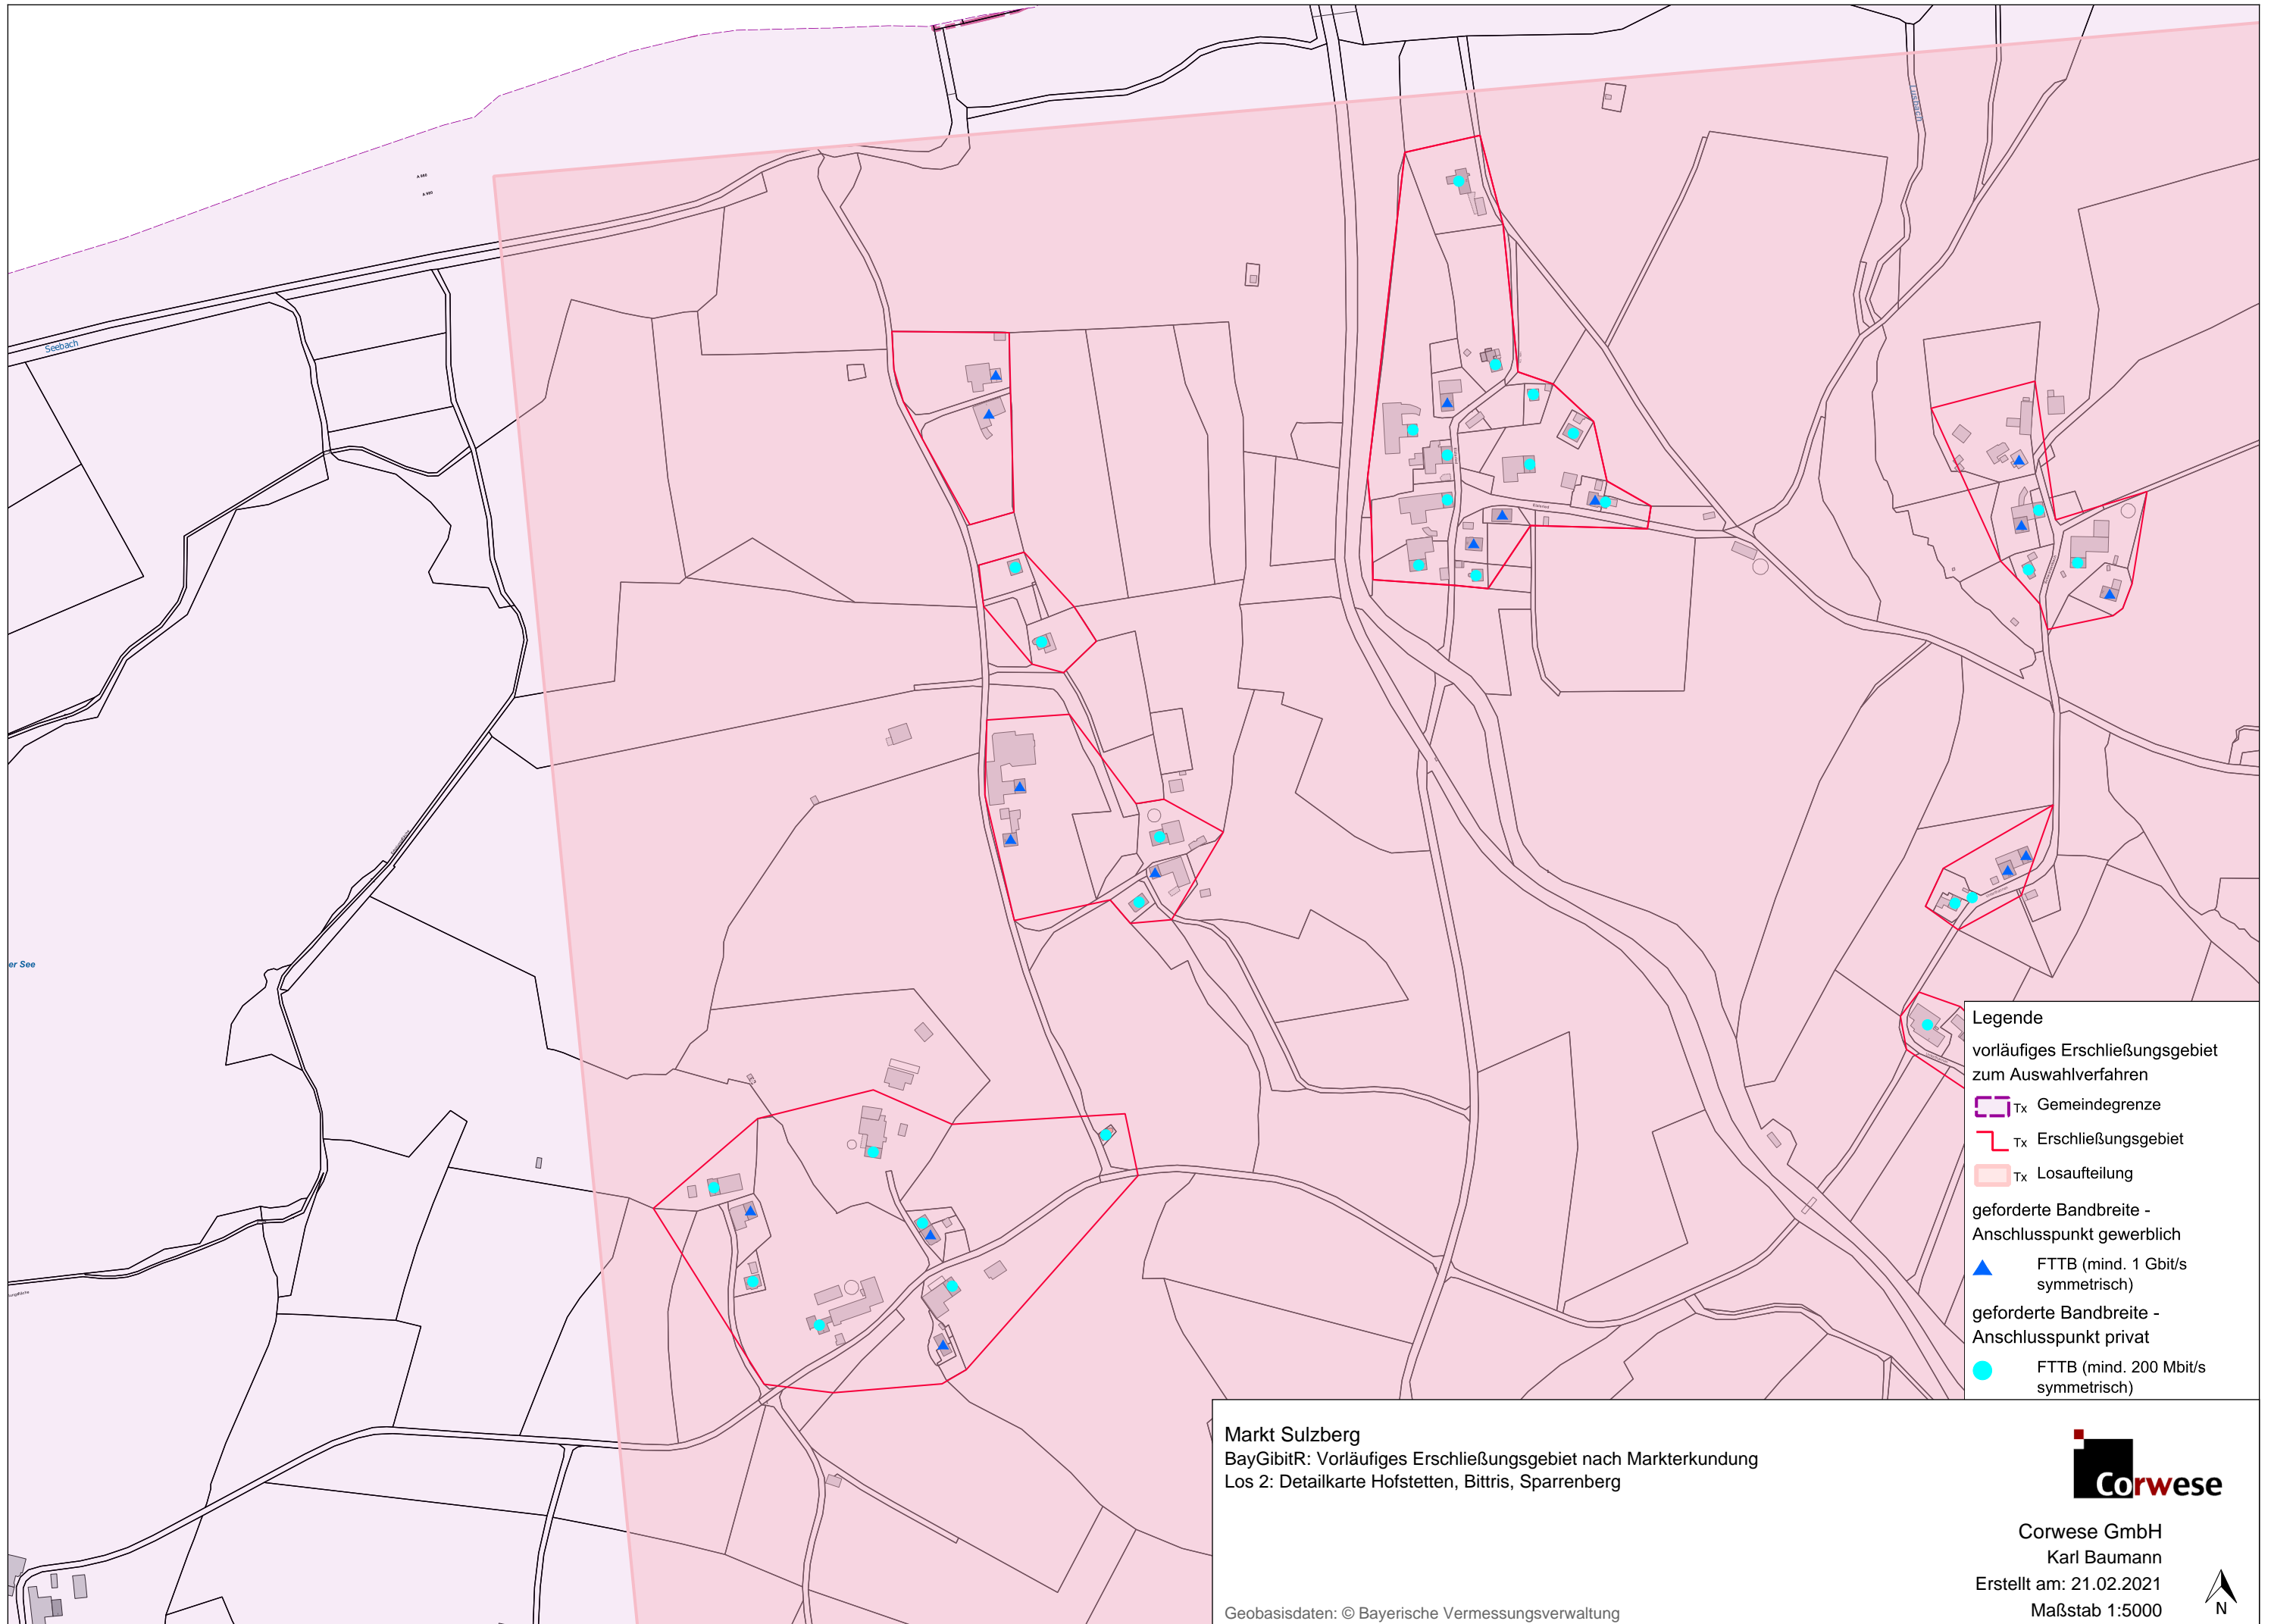 A 980
Seebach
er See
Legende
vorläufiges Erschließungsgebiet
zum Auswahlverfahren
Tx Gemeindegrenze
Tx Erschließungsgebiet
Tx Losaufteilung
geforderte Bandbreite -
Anschlusspunkt gewerblich
FTTB (mind. 1 Gbit/s
symmetrisch)
geforderte Bandbreite -
Anschlusspunkt privat
FTTB (mind. 200 Mbit/s
symmetrisch)
Markt Sulzberg
BayGibitR: Vorläufiges Erschließungsgebiet nach Markterkundung
Los 2: Detailkarte Hofstetten, Bittris, Sparrenberg
Corwese
Corwese GmbH
Karl Baumann
Erstellt am: 21.02.2021
Maßstab 1:5000
N
Geobasisdaten: © Bayerische Vermessungsverwaltung